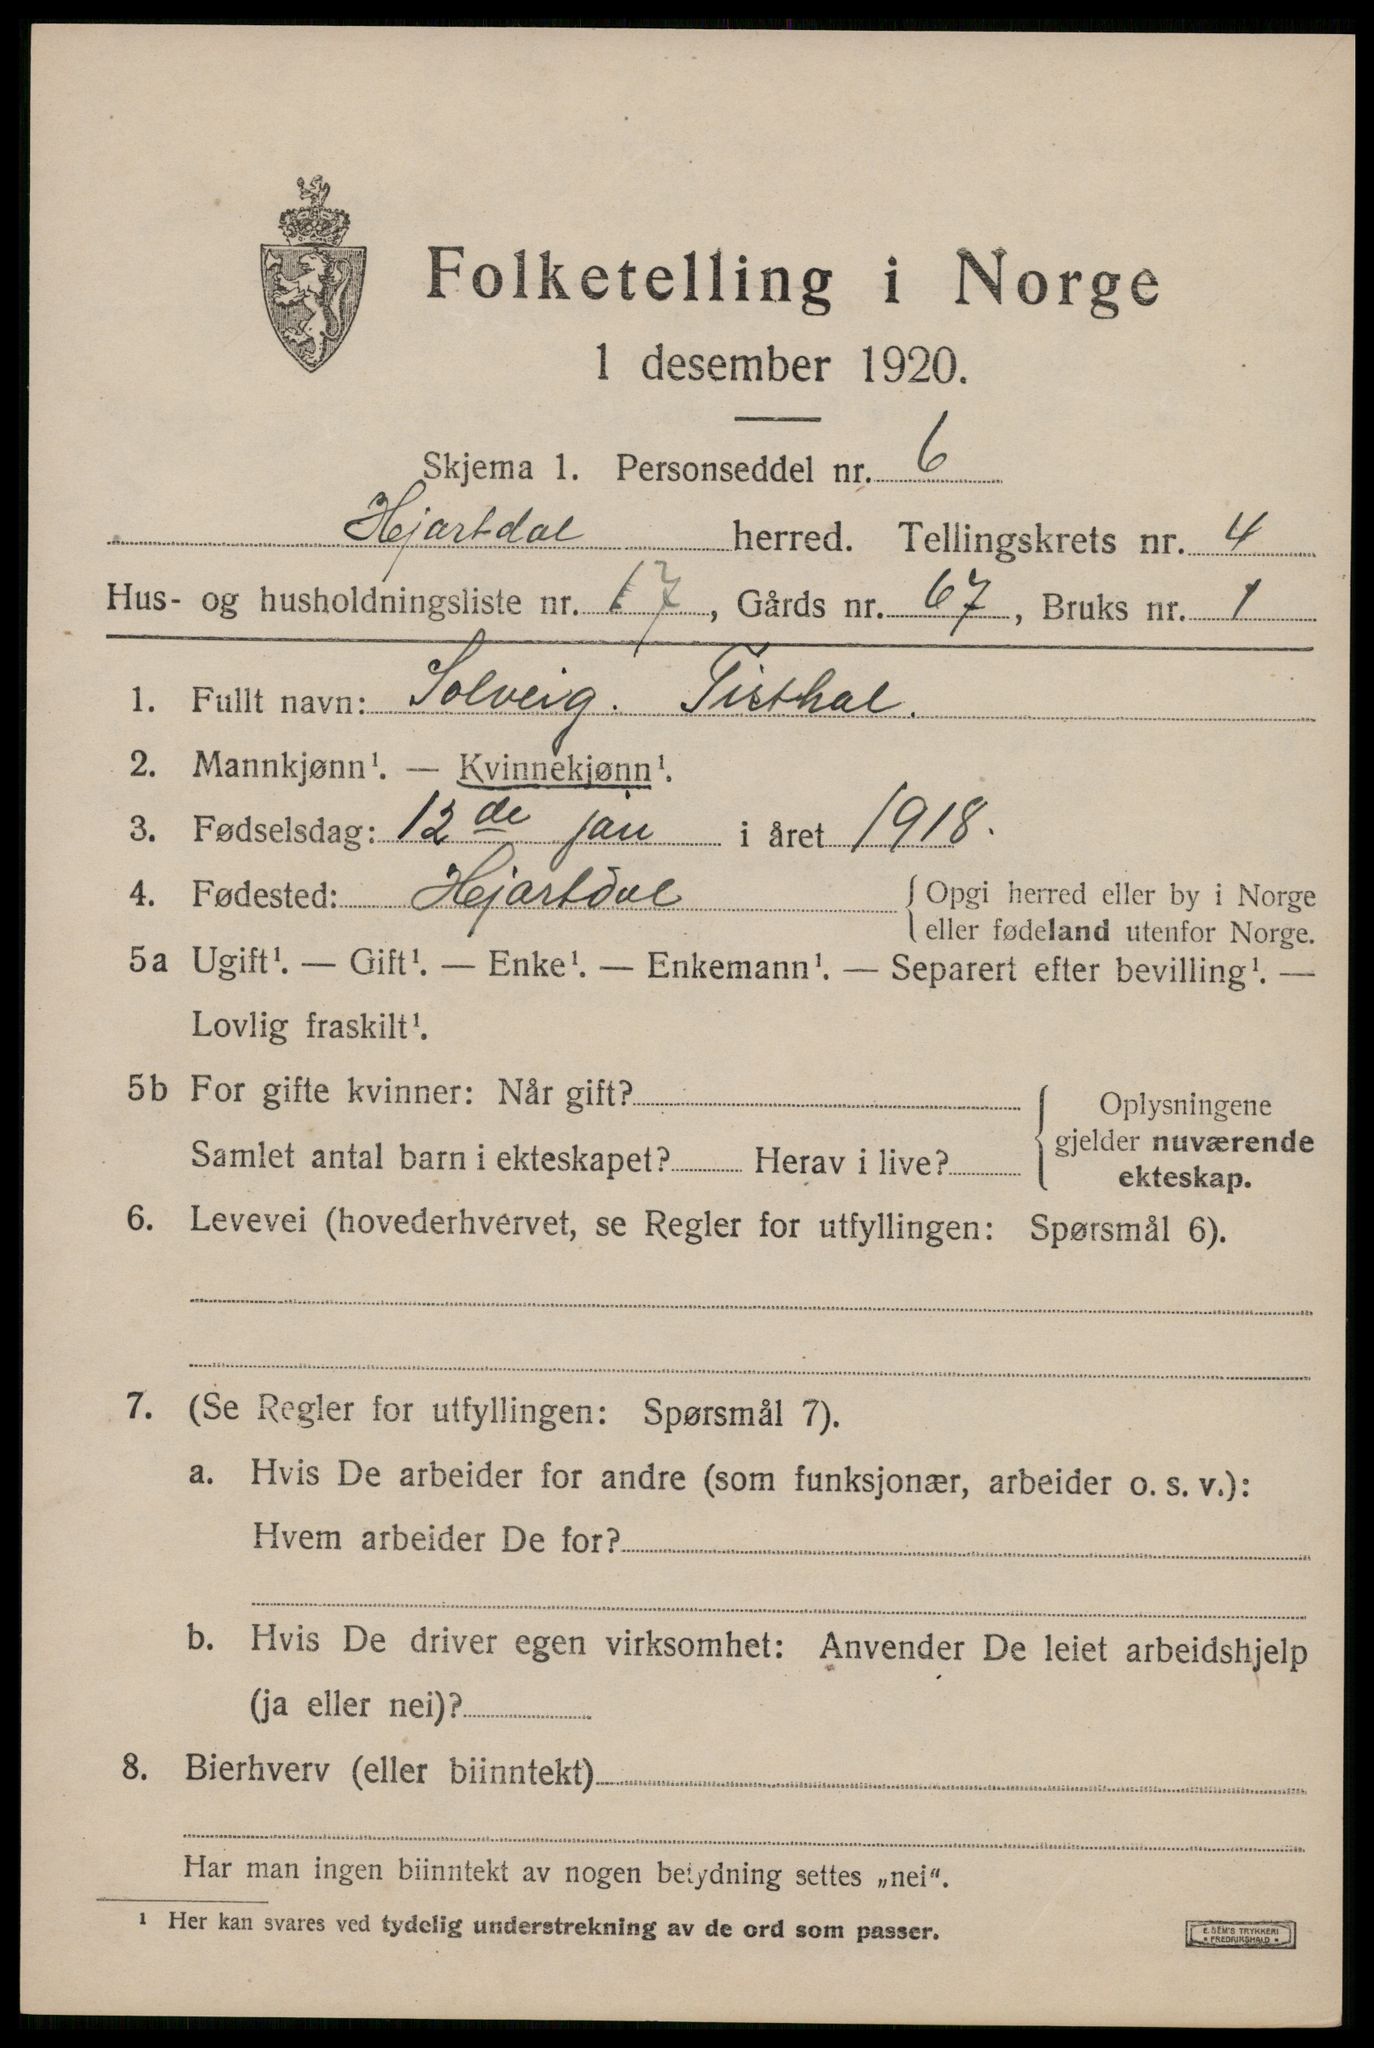 Folketelling i Norge
1 desember 1920.
Skjema 1. Personseddel nr. 6
Hjartdal herred. Tellingskrets nr. 4
Hus- og husholdningsliste nr. 17, Gårds nr. 67, Bruks nr. 1
1. Fullt navn: Solveig. Tisthal.
2. Mannkjønn¹. — Kvinnekjønn¹.
3. Fødselsdag: 12de jan i året 1918.
4. Fødested: Hjartdal { Opgi herred eller by i Norge
eller fødeland utenfor Norge.
5a Ugift¹. — Gift¹. — Enke¹. — Enkemann¹. — Separert efter bevilling¹. —
Lovlig fraskilt¹.
5b For gifte kvinner: Når gift?
Samlet antal barn i ekteskapet? Herav i live?
{ Oplysningene
gjelder nuværende
ekteskap.
6. Levevei (hovederhvervet, se Regler for utfyllingen: Spørsmål 6).
7. (Se Regler for utfyllingen: Spørsmål 7).
a. Hvis De arbeider for andre (som funksjonær, arbeider o. s. v.):
Hvem arbeider De for?
b. Hvis De driver egen virksomhet: Anvender De leiet arbeidshjelp
(ja eller nei)?
8. Bierhverv (eller biinntekt)
Har man ingen biinntekt av nogen betydning settes „nei“.
¹ Her kan svares ved tydelig understrekning av de ord som passer.
E. SEM'S TRYKKERI
• FREDRIKSHALD •